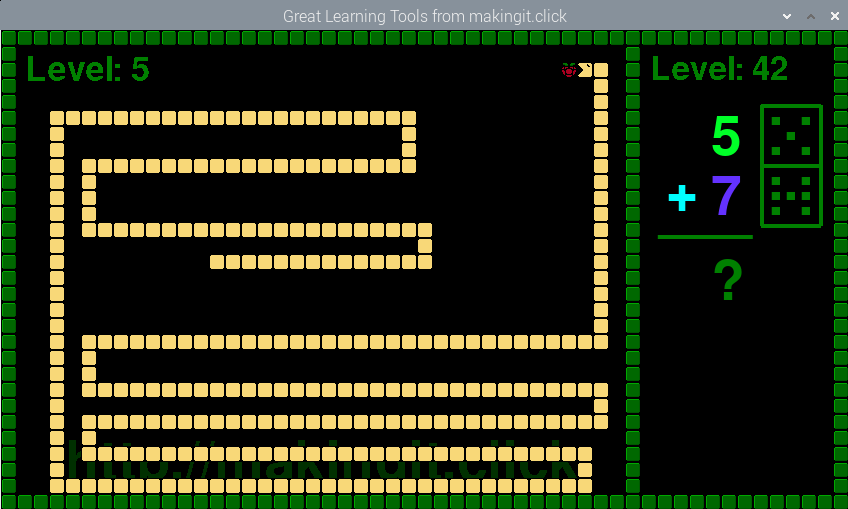 Great Learning Tools from makingit.click
Level: 5
Level: 42
5
+ 7
?
http://makingit.click